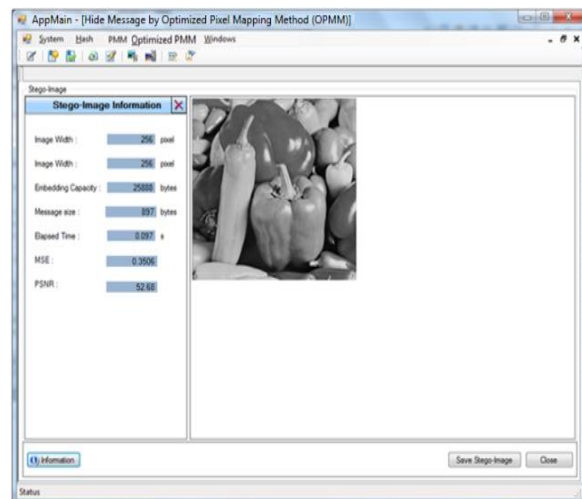 AppMain - [Hide Message by Optimized Pixel Mapping Method (OPMM)]
System Hash PMM Optimized PMM Windows
Stego-Image
Stego-Image Information
Image Width : 256 pixel
Image Width : 256 pixel
Embedding Capacity : 25888 bytes
Message size : 897 bytes
Elapsed Time : 0.097 s
MSE : 0.3506
PSNR : 52.68
Information
Save Stego-Image
Close
Status